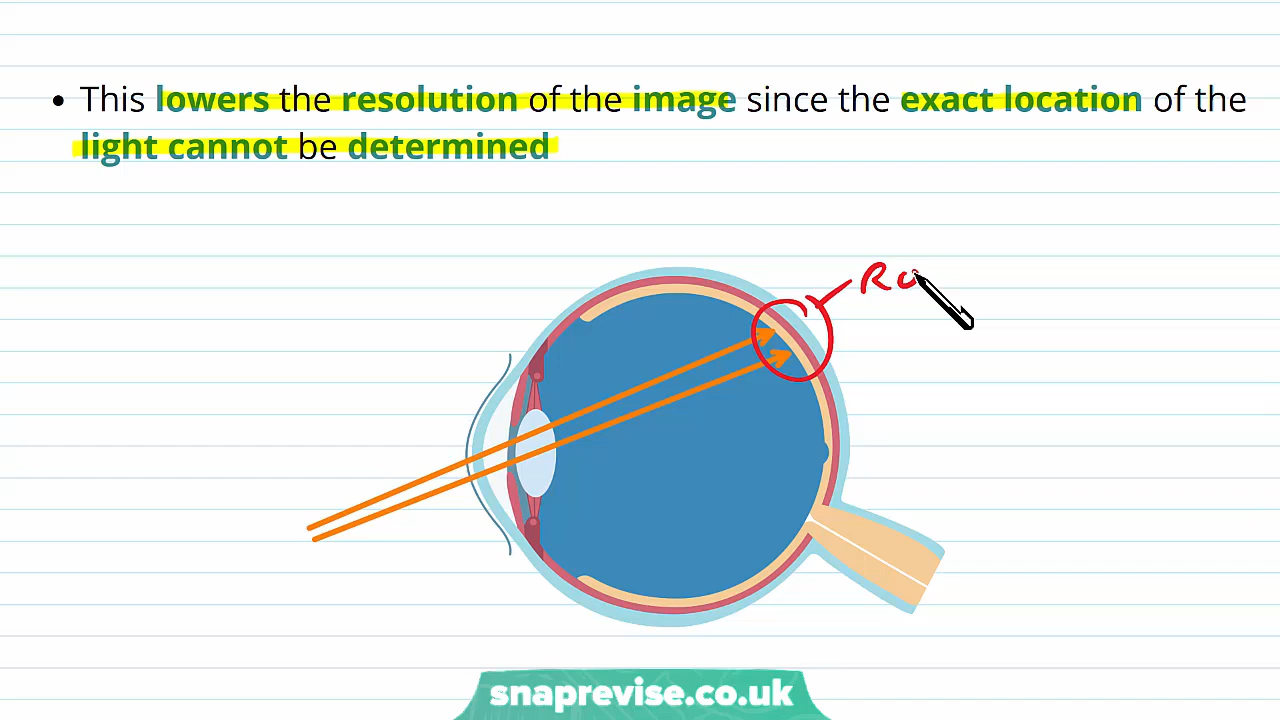 • This lowers the resolution of the image since the exact location of the
light cannot be determined
Ro
snaprevise.co.uk